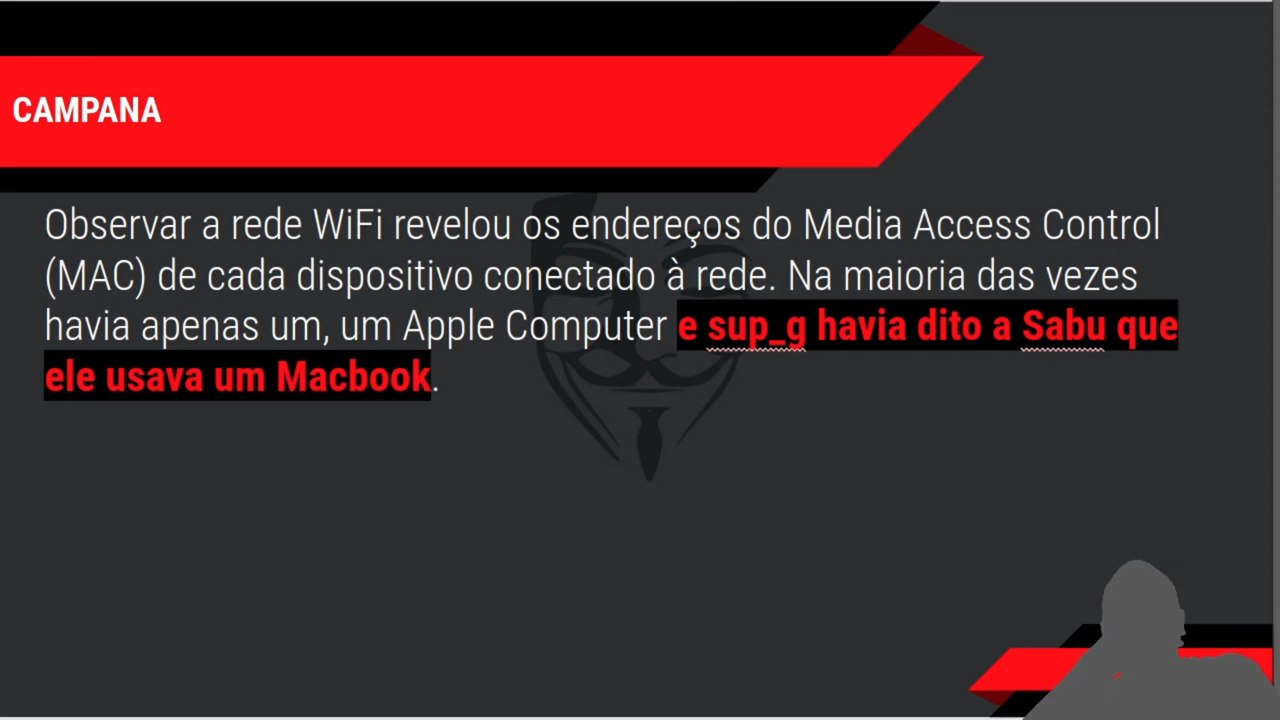 CAMPANA
Observar a rede WiFi revelou os endereços do Media Access Control
(MAC) de cada dispositivo conectado à rede. Na maioria das vezes
havia apenas um, um Apple Computer e sup_g havia dito a Sabu que
ele usava um Macbook.